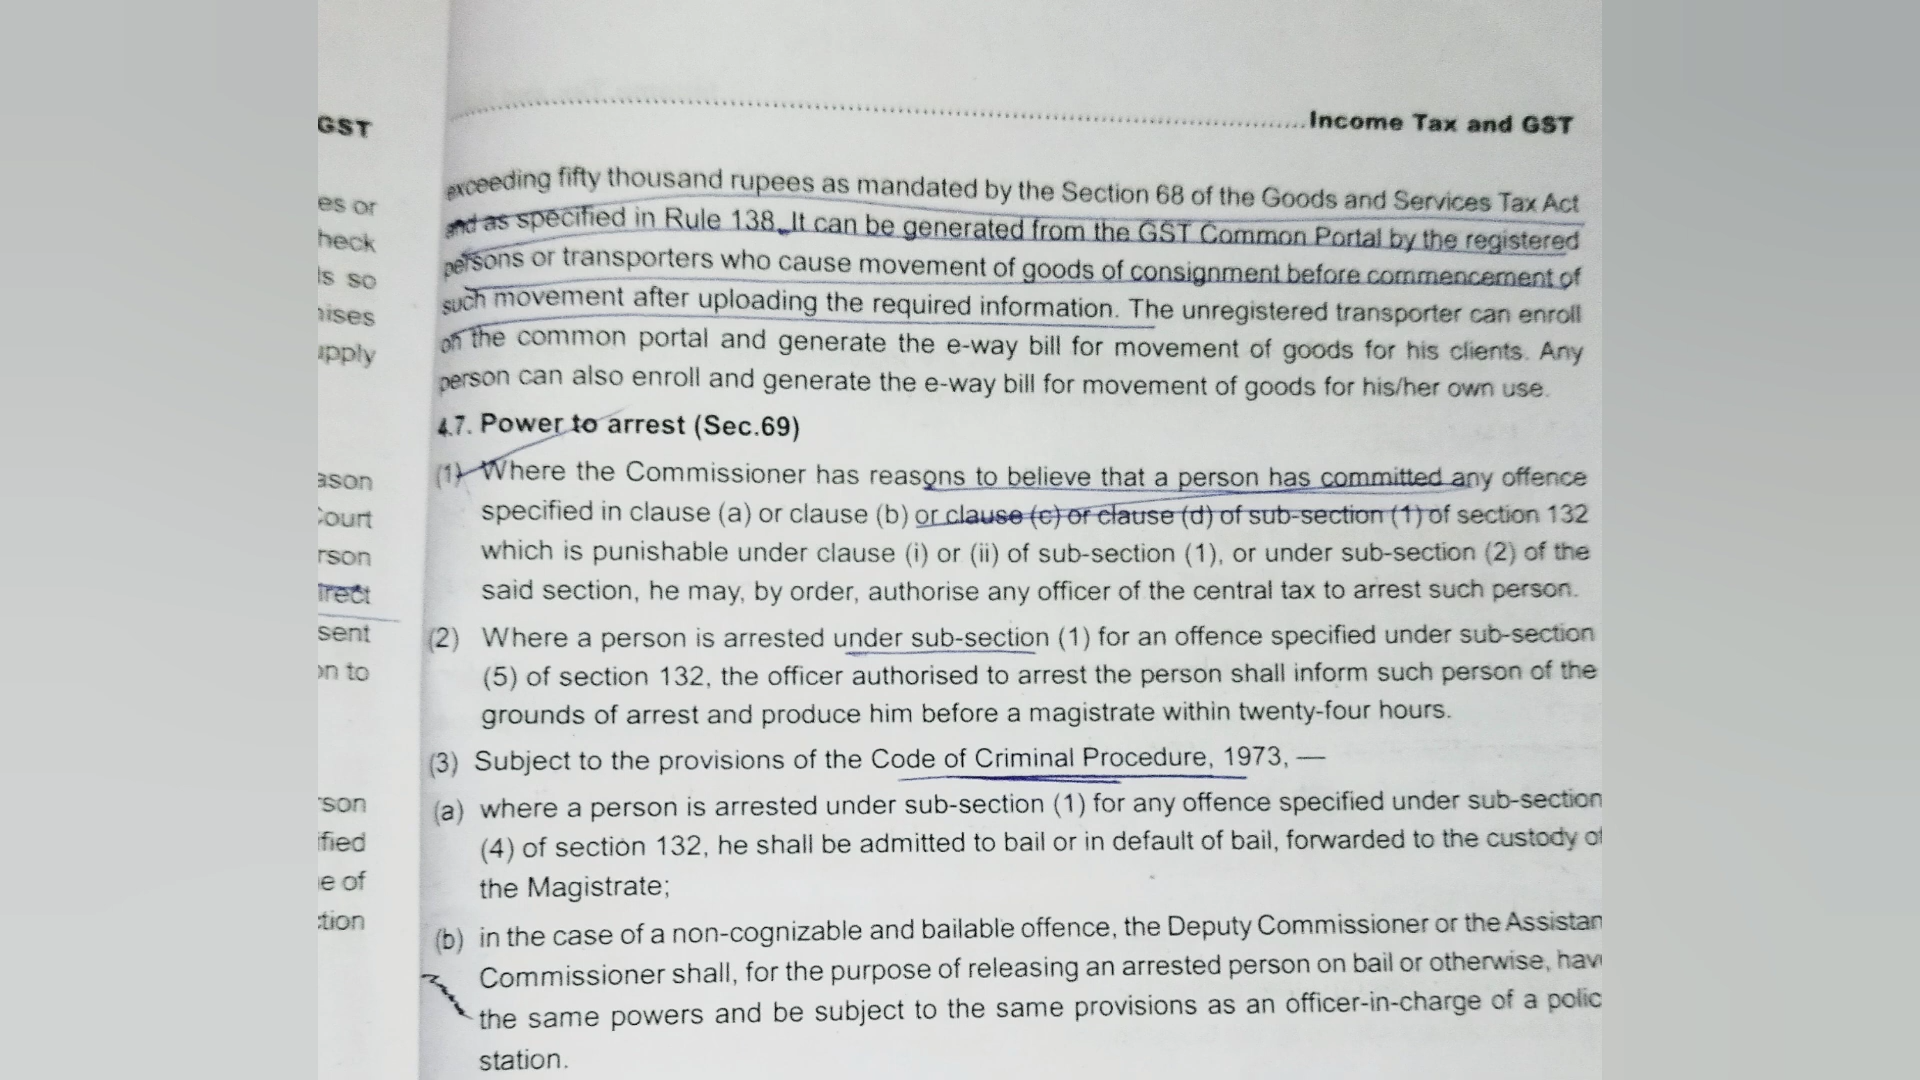 GST
es or
heck
ls so
ises
pply
ason
Court
rson
irect
sent
on to
rson
ified
e of
ction
Income Tax and GST
exceeding fifty thousand rupees as mandated by the Section 68 of the Goods and Services Tax Act
and as specified in Rule 138. It can be generated from the GST Common Portal by the registered
persons or transporters who cause movement of goods of consignment before commencement of
such movement after uploading the required information. The unregistered transporter can enroll
on the common portal and generate the e-way bill for movement of goods for his clients. Any
person can also enroll and generate the e-way bill for movement of goods for his/her own use.
4.7. Power to arrest (Sec.69)
(1) Where the Commissioner has reasons to believe that a person has committed any offence
specified in clause (a) or clause (b) or clause (c) or clause (d) of sub-section (1) of section 132
which is punishable under clause (i) or (ii) of sub-section (1), or under sub-section (2) of the
said section, he may, by order, authorise any officer of the central tax to arrest such person.
(2) Where a person is arrested under sub-section (1) for an offence specified under sub-section
(5) of section 132, the officer authorised to arrest the person shall inform such person of the
grounds of arrest and produce him before a magistrate within twenty-four hours.
(3) Subject to the provisions of the Code of Criminal Procedure, 1973, —
(a) where a person is arrested under sub-section (1) for any offence specified under sub-section
(4) of section 132, he shall be admitted to bail or in default of bail, forwarded to the custody of
the Magistrate;
(b) in the case of a non-cognizable and bailable offence, the Deputy Commissioner or the Assistan
Commissioner shall, for the purpose of releasing an arrested person on bail or otherwise, hav
the same powers and be subject to the same provisions as an officer-in-charge of a polic
station.